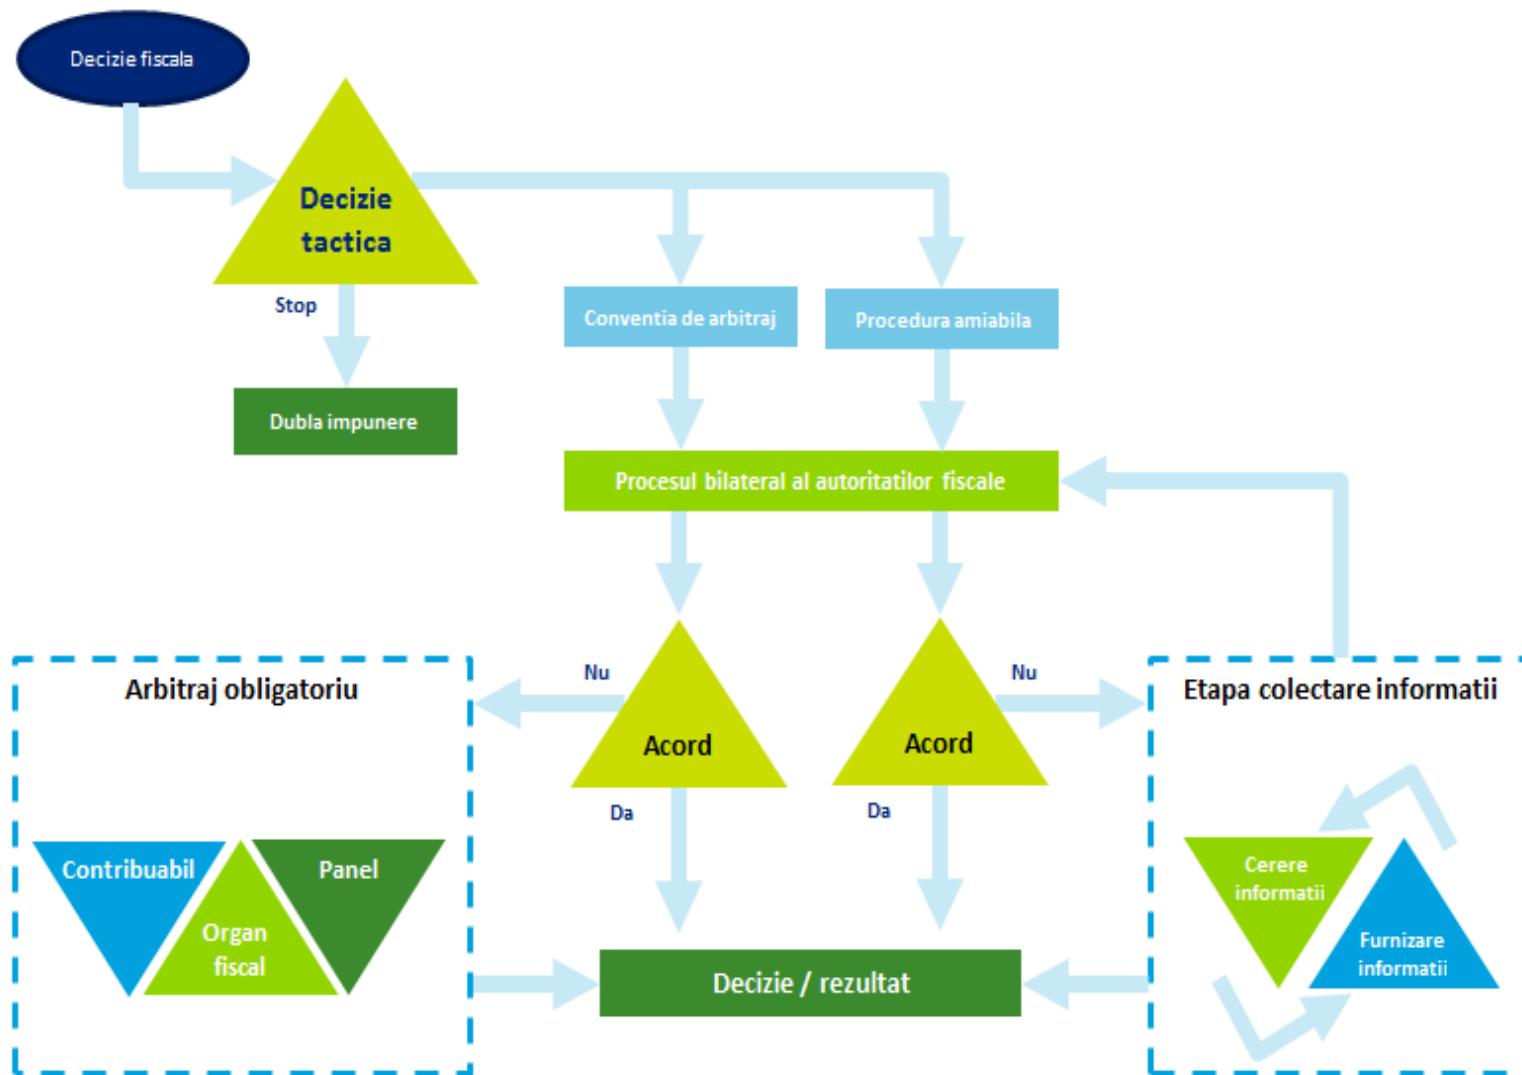 Decizie fiscala
Decizie
tactica
Stop
Conventia de arbitraj
Procedura amiabila
Dubla impunere
Procesul bilateral al autoritatilor fiscale
Nu
Nu
Arbitraj obligatoriu
Etapa colectare informatii
Acord
Acord
Da
Da
Contribuabil
Panel
Organ
fiscal
Cerere
informatii
Furnizare
informatii
Decizie / rezultat